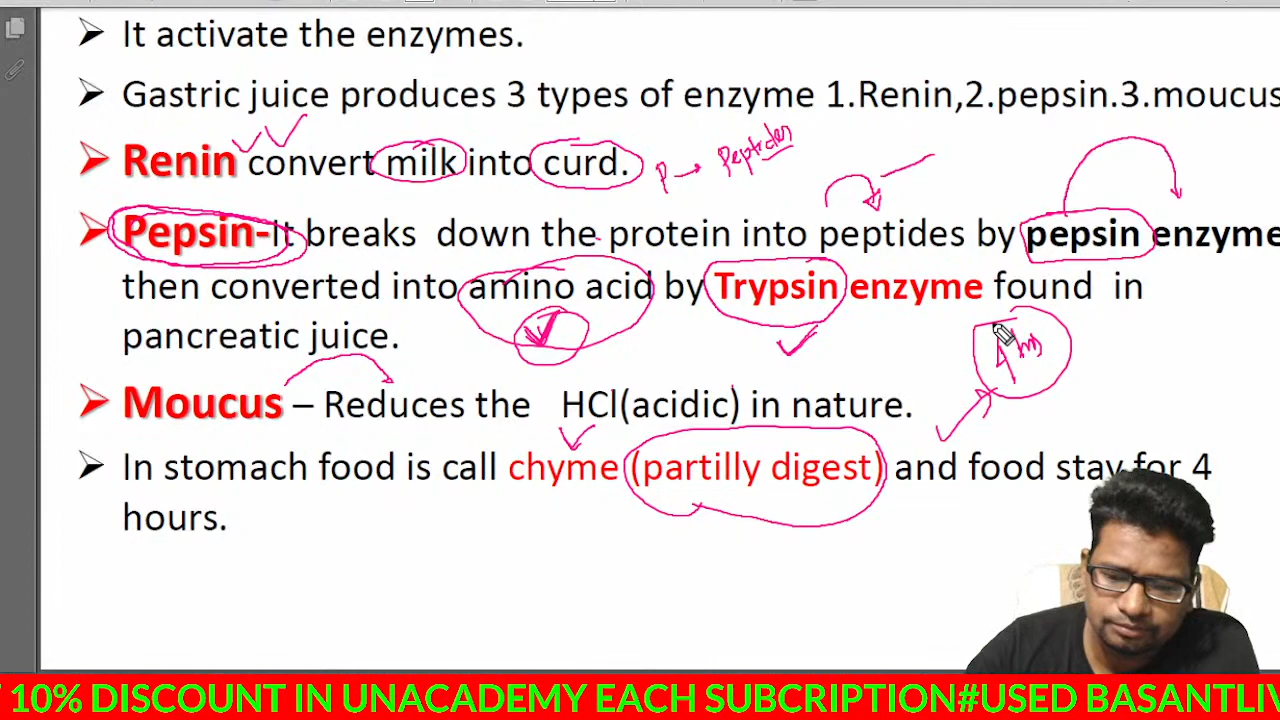 It activate the enzymes.
Gastric juice produces 3 types of enzyme 1.Renin,2.pepsin.3.moucus
Renin convert milk into curd.
P → Peptides
Pepsin-It breaks down the protein into peptides by pepsin enzyme
then converted into amino acid by Trypsin enzyme found in
pancreatic juice.
4 hrs
Moucus – Reduces the HCl(acidic) in nature.
In stomach food is call chyme (partilly digest) and food stay for 4
hours.
10% DISCOUNT IN UNACADEMY EACH SUBCRIPTION#USED BASANTLIV